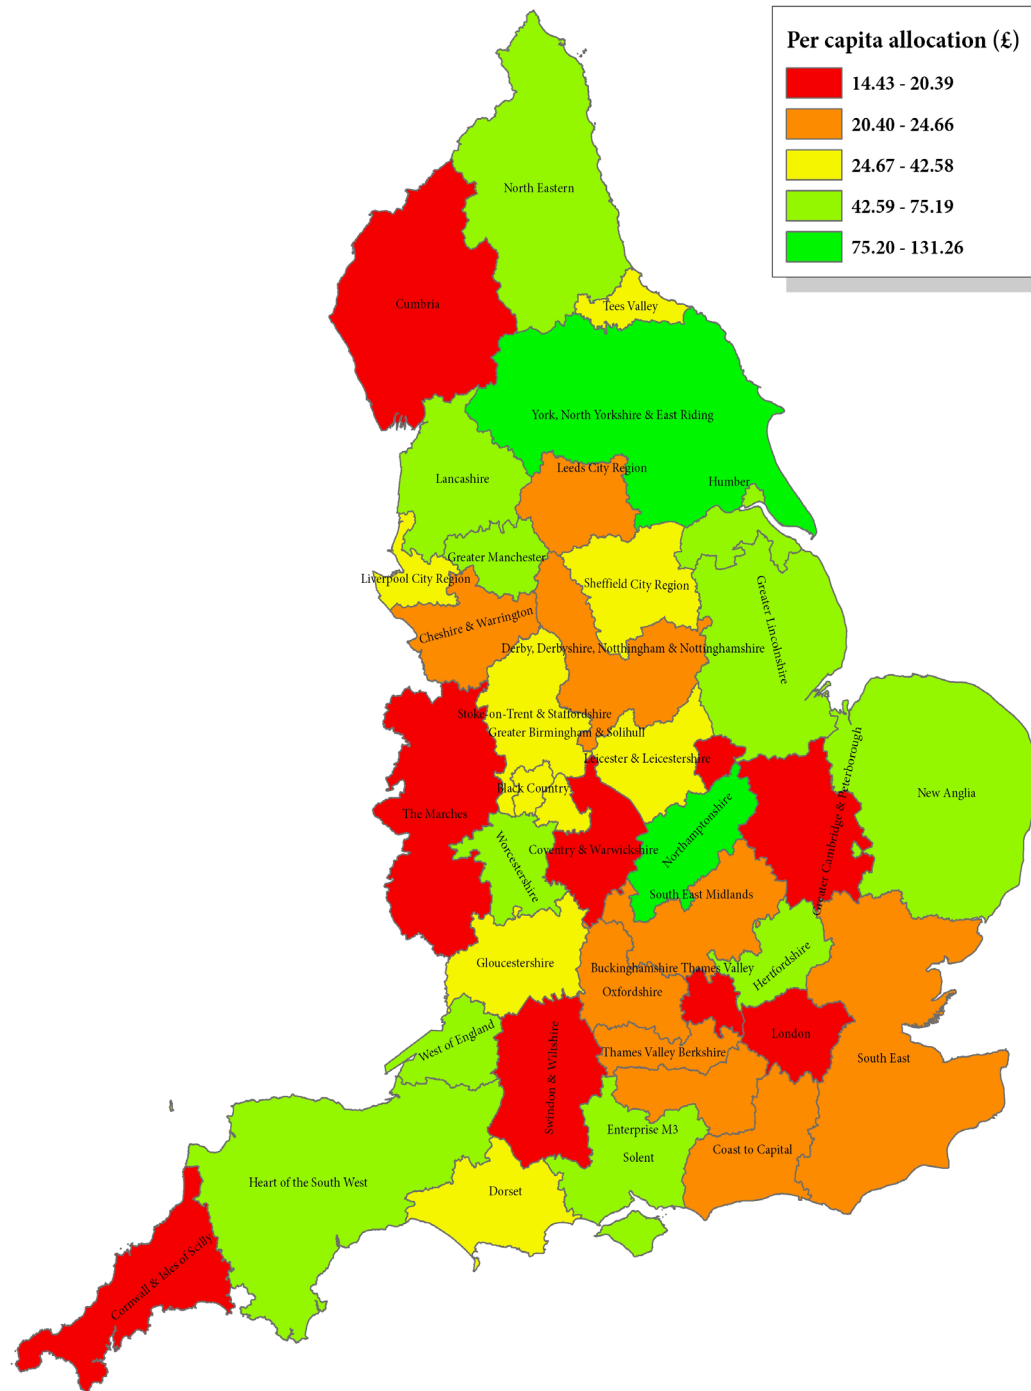 Per capita allocation (£)
14.43 - 20.39
20.40 - 24.66
24.67 - 42.58
42.59 - 75.19
75.20 - 131.26
North Eastern
Cumbria
Tees Valley
York, North Yorkshire & East Riding
Leeds City Region
Lancashire
Humber
Greater Manchester
Liverpool City Region
Sheffield City Region
Cheshire & Warrington
Greater Lincolnshire
Derby, Derbyshire, Notthingham & Nottinghamshire
Stoke-on-Trent & Staffordshire
Greater Birmingham & Solihull
Leicester & Leicestershire
Black Country
New Anglia
The Marches
Greater Cambridge & Peterborough
Northamptonshire
Coventry & Warwickshire
Worcestershire
South East Midlands
Gloucestershire
Buckinghamshire Thames Valley
Hertfordshire
Oxfordshire
London
West of England
Thames Valley Berkshire
South East
Swindon & Wiltshire
Enterprise M3
Coast to Capital
Solent
Heart of the South West
Dorset
Cornwall & Isles of Scilly